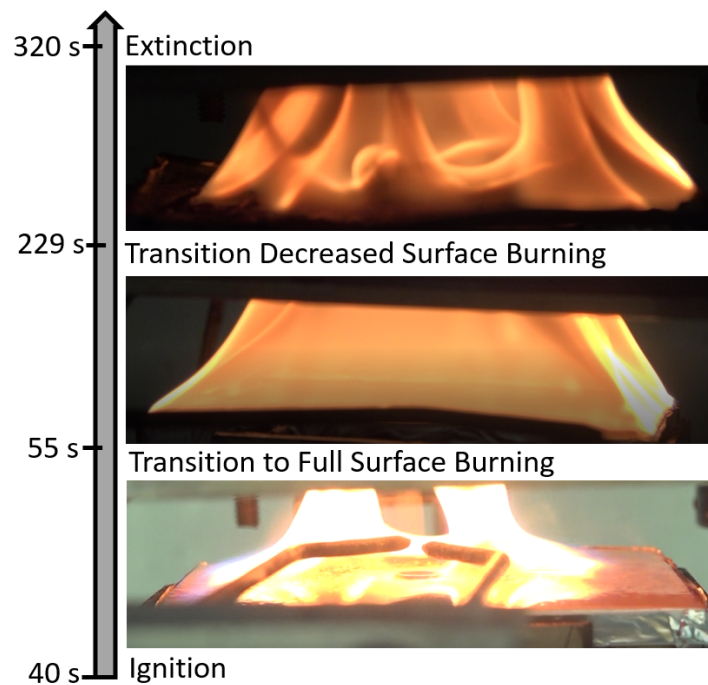 320 s
Extinction
229 s
Transition Decreased Surface Burning
55 s
Transition to Full Surface Burning
40 s
Ignition